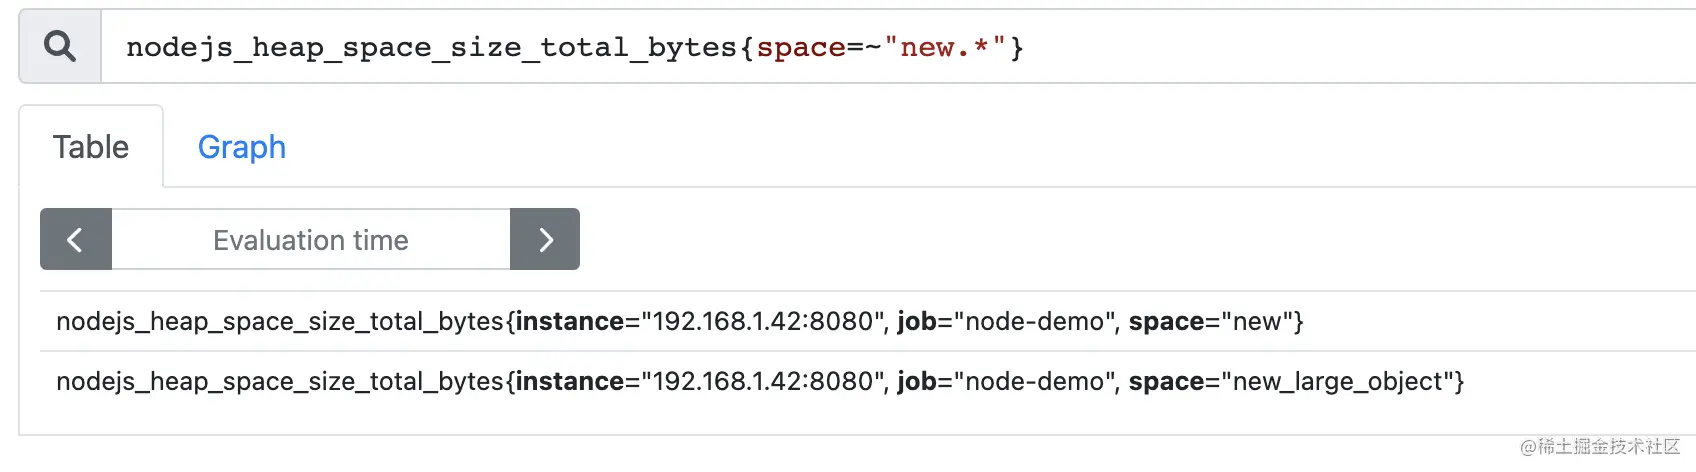 nodejs_heap_space_size_total_bytes{space=~"new.*"}
Table Graph
Evaluation time
nodejs_heap_space_size_total_bytes{instance="192.168.1.42:8080", job="node-demo", space="new"}
nodejs_heap_space_size_total_bytes{instance="192.168.1.42:8080", job="node-demo", space="new_large_object"}
@稀土掘金技术社区